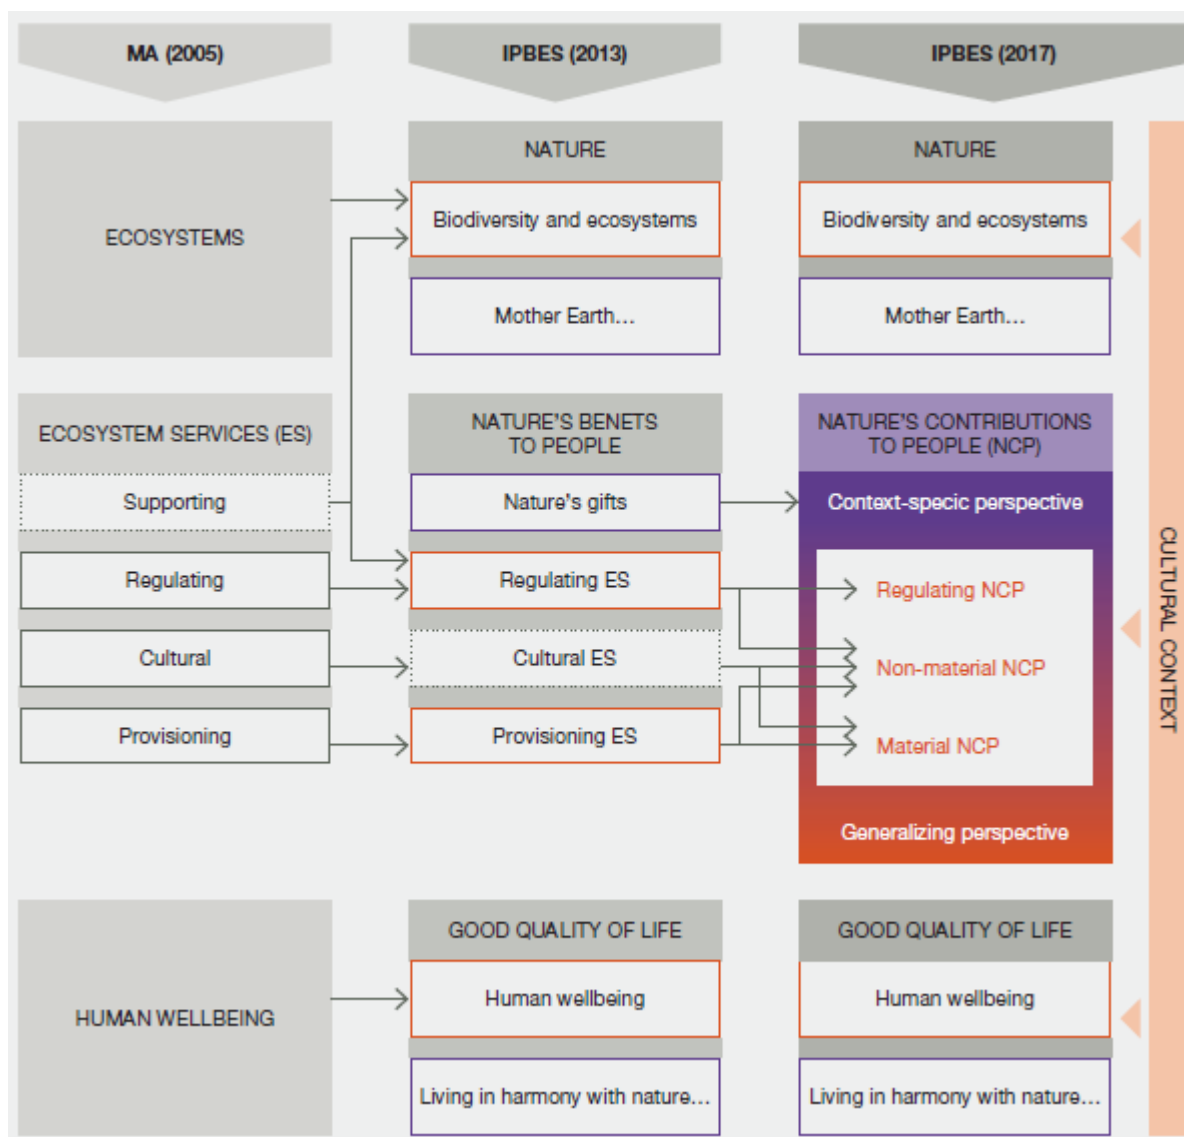 MA (2005)
IPBES (2013)
IPBES (2017)
ECOSYSTEMS
NATURE
Biodiversity and ecosystems
Mother Earth...
NATURE
Biodiversity and ecosystems
Mother Earth...
ECOSYSTEM SERVICES (ES)
Supporting
Regulating
Cultural
Provisioning
NATURE'S BENETS
TO PEOPLE
Nature's gifts
Regulating ES
Cultural ES
Provisioning ES
NATURE'S CONTRIBUTIONS
TO PEOPLE (NCP)
Context-specic perspective
Regulating NCP
Non-material NCP
Material NCP
Generalizing perspective
HUMAN WELLBEING
GOOD QUALITY OF LIFE
Human wellbeing
Living in harmony with nature...
GOOD QUALITY OF LIFE
Human wellbeing
Living in harmony with nature...
CULTURAL CONTEXT